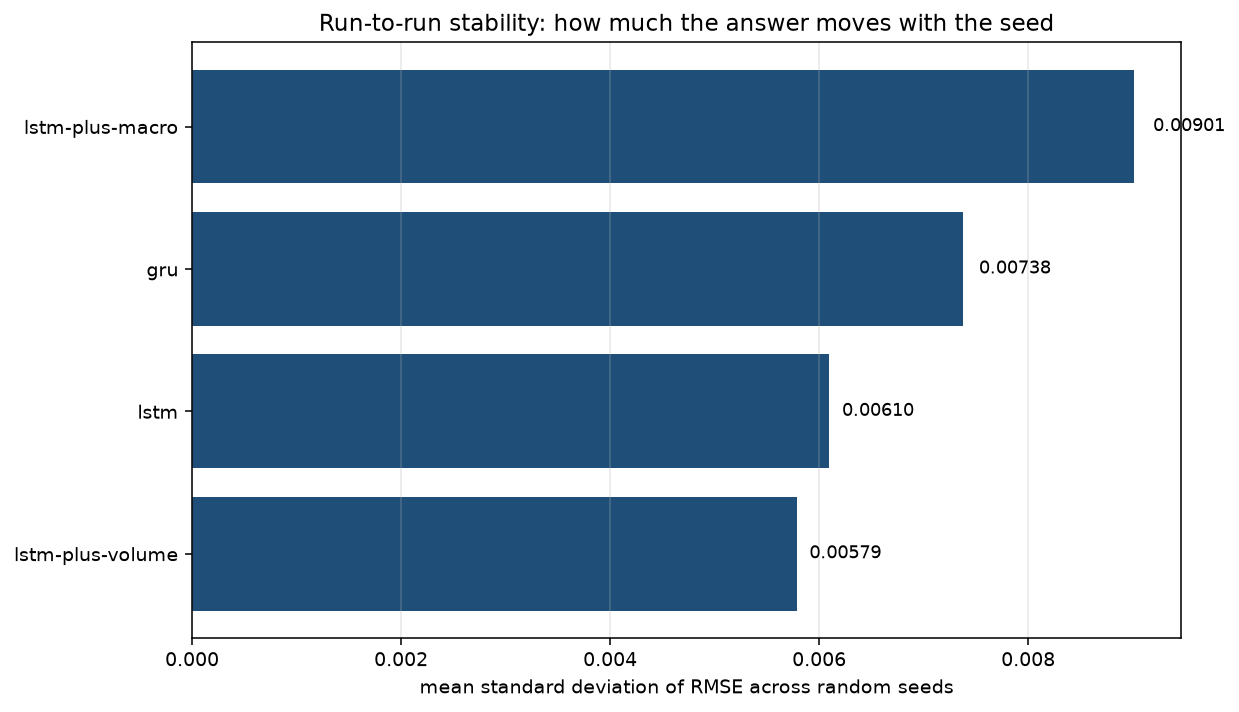 Run-to-run stability: how much the answer moves with the seed
lstm-plus-macro
0.00901
gru
0.00738
lstm
0.00610
lstm-plus-volume
0.00579
0.000
0.002
0.004
0.006
0.008
mean standard deviation of RMSE across random seeds